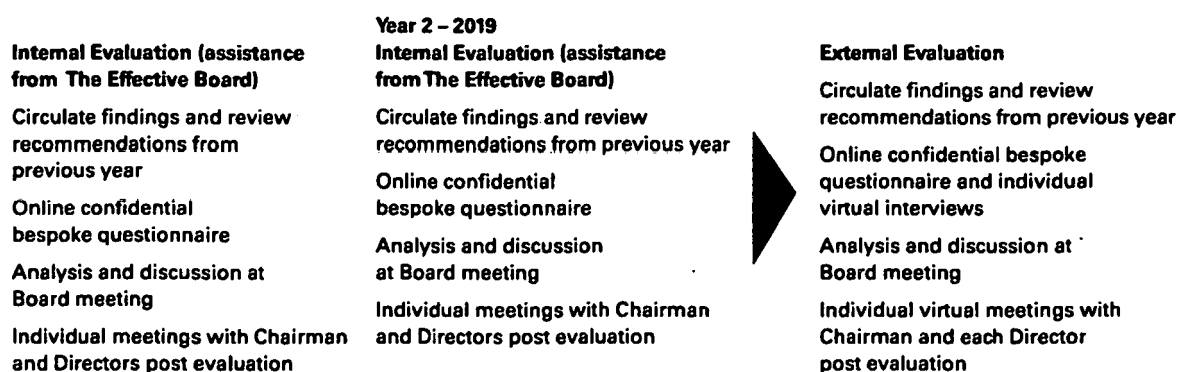 Internal Evaluation (assistance
from The Effective Board)
Circulate findings and review
recommendations from
previous year
Online confidential
bespoke questionnaire
Analysis and discussion at
Board meeting
Individual meetings with Chairman
and Directors post evaluation
Year 2 – 2019
Internal Evaluation (assistance
from The Effective Board)
Circulate findings and review
recommendations from previous year
Online confidential
bespoke questionnaire
Analysis and discussion
at Board meeting
Individual meetings with Chairman
and Directors post evaluation
External Evaluation
Circulate findings and review
recommendations from previous year
Online confidential bespoke
questionnaire and individual
virtual interviews
Analysis and discussion at
Board meeting
Individual virtual meetings with
Chairman and each Director
post evaluation